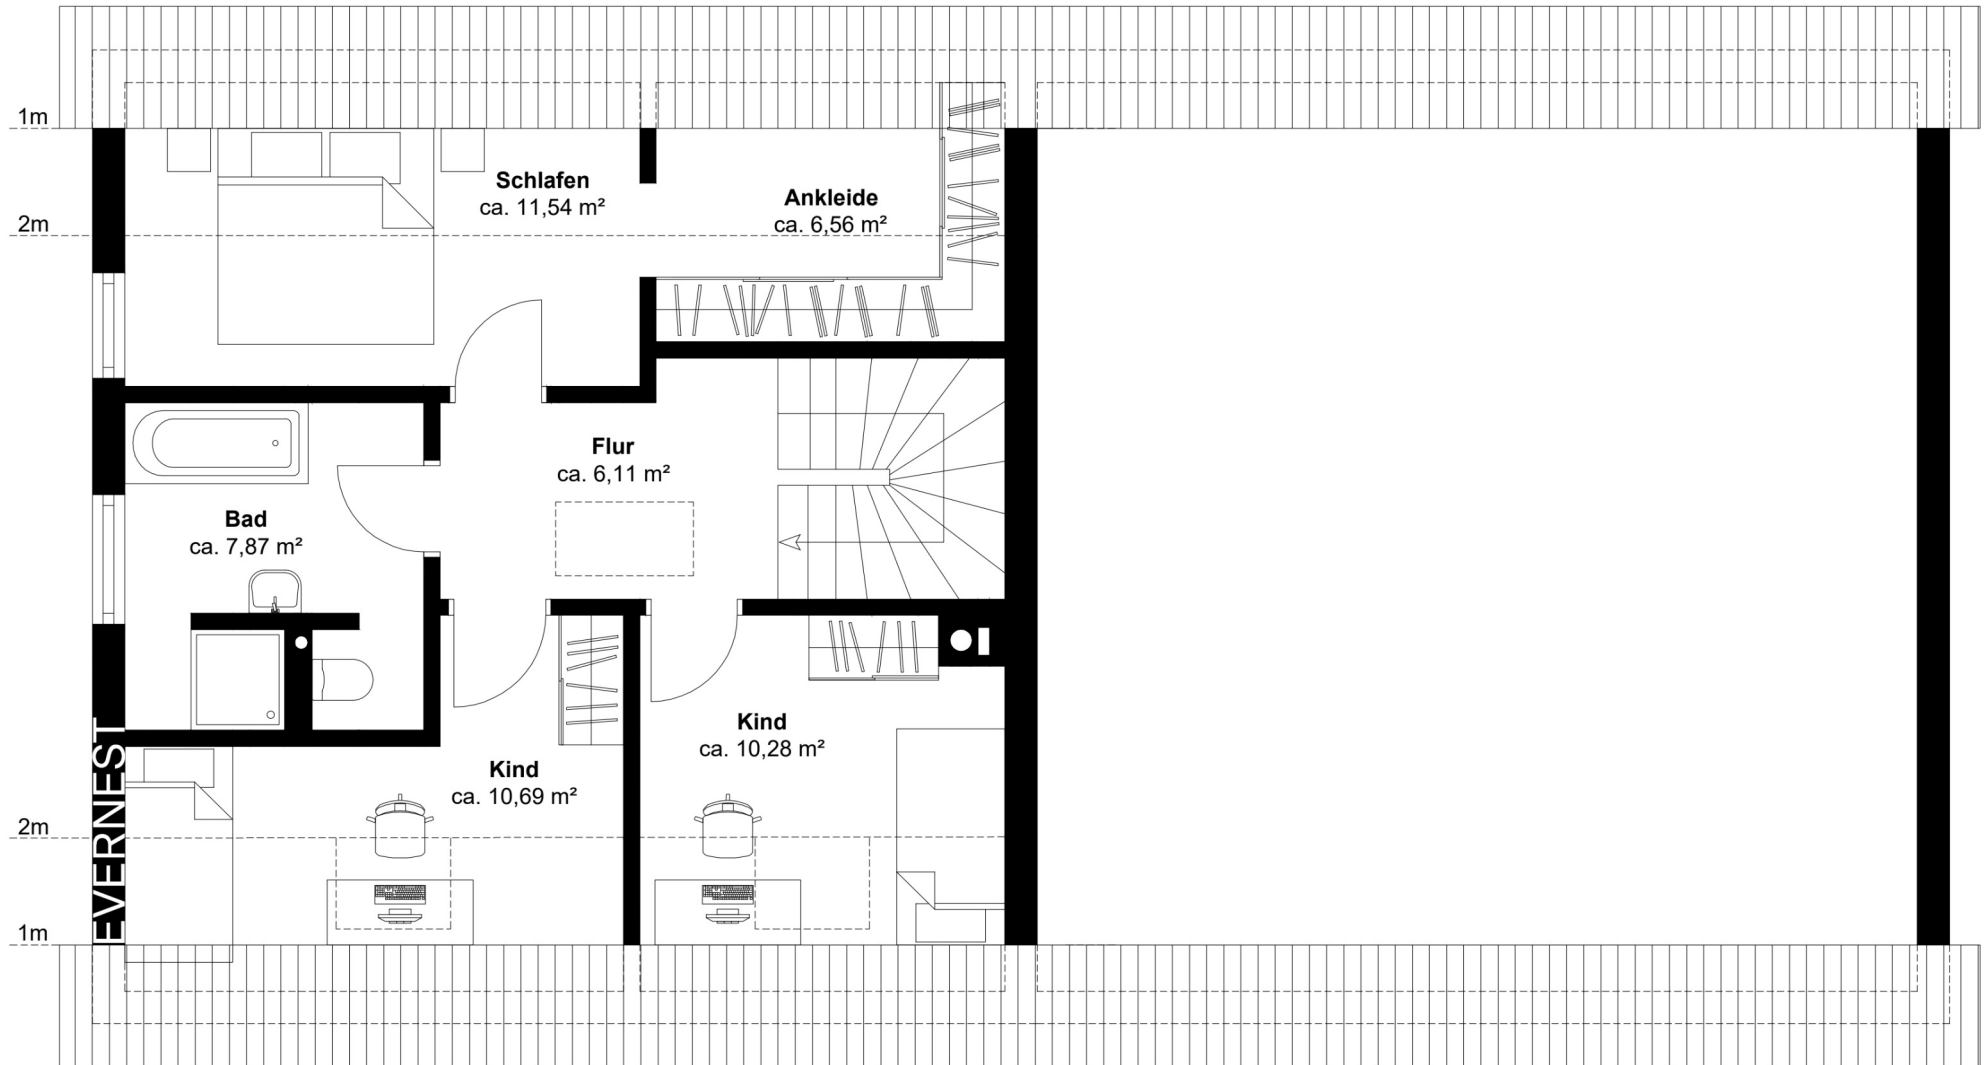 1m
Schlafen
ca. 11,54 m²
Ankleide
ca. 6,56 m²
2m
Flur
ca. 6,11 m²
Bad
ca. 7,87 m²
Kind
ca. 10,28 m²
Kind
ca. 10,69 m²
2m
1m
EVERNEST